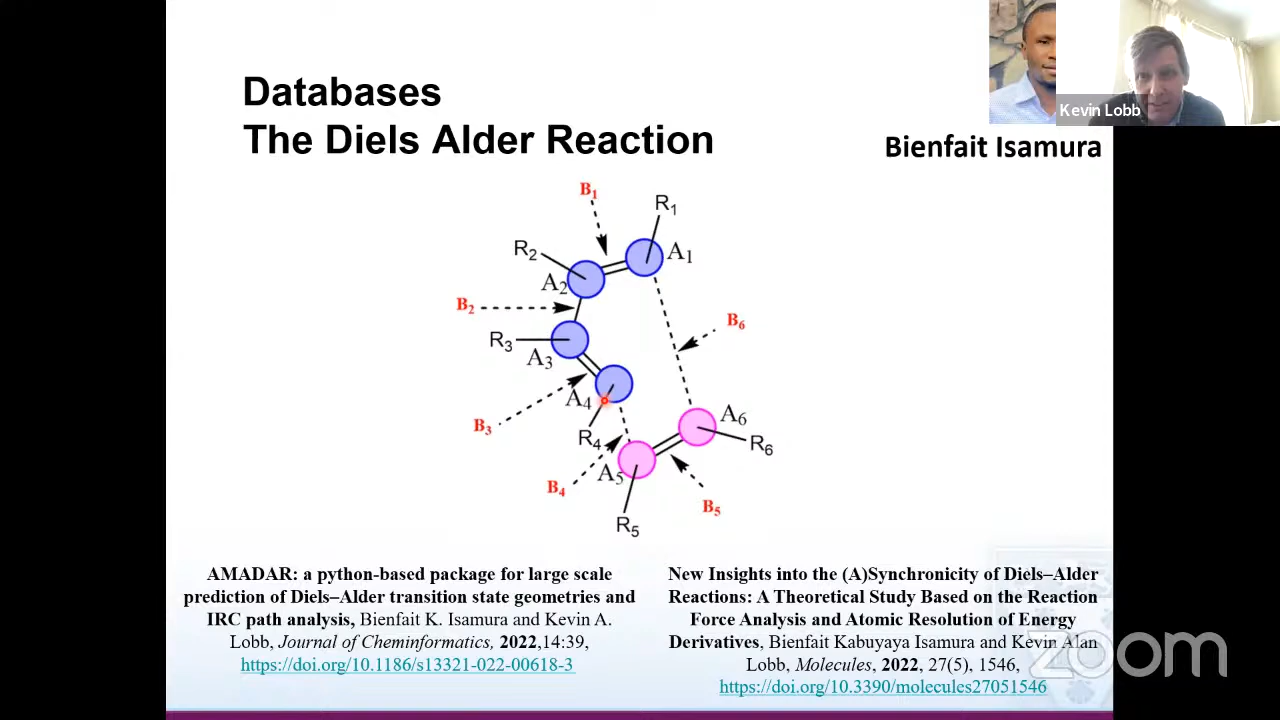 Databases
The Diels Alder Reaction
Kevin Lobb
Bienfait Isamura
B1
R1
R2
A1
A2
B2
B6
R3
A3
A4
A6
B3
R4
R6
A5
B4
B5
R5
AMADAR: a python-based package for large scale
prediction of Diels–Alder transition state geometries and
IRC path analysis, Bienfait K. Isamura and Kevin A.
Lobb, Journal of Cheminformatics, 2022,14:39,
https://doi.org/10.1186/s13321-022-00618-3
New Insights into the (A)Synchronicity of Diels–Alder
Reactions: A Theoretical Study Based on the Reaction
Force Analysis and Atomic Resolution of Energy
Derivatives, Bienfait Kabuyaya Isamura and Kevin Alan
Lobb, Molecules, 2022, 27(5), 1546,
https://doi.org/10.3390/molecules27051546
zoom